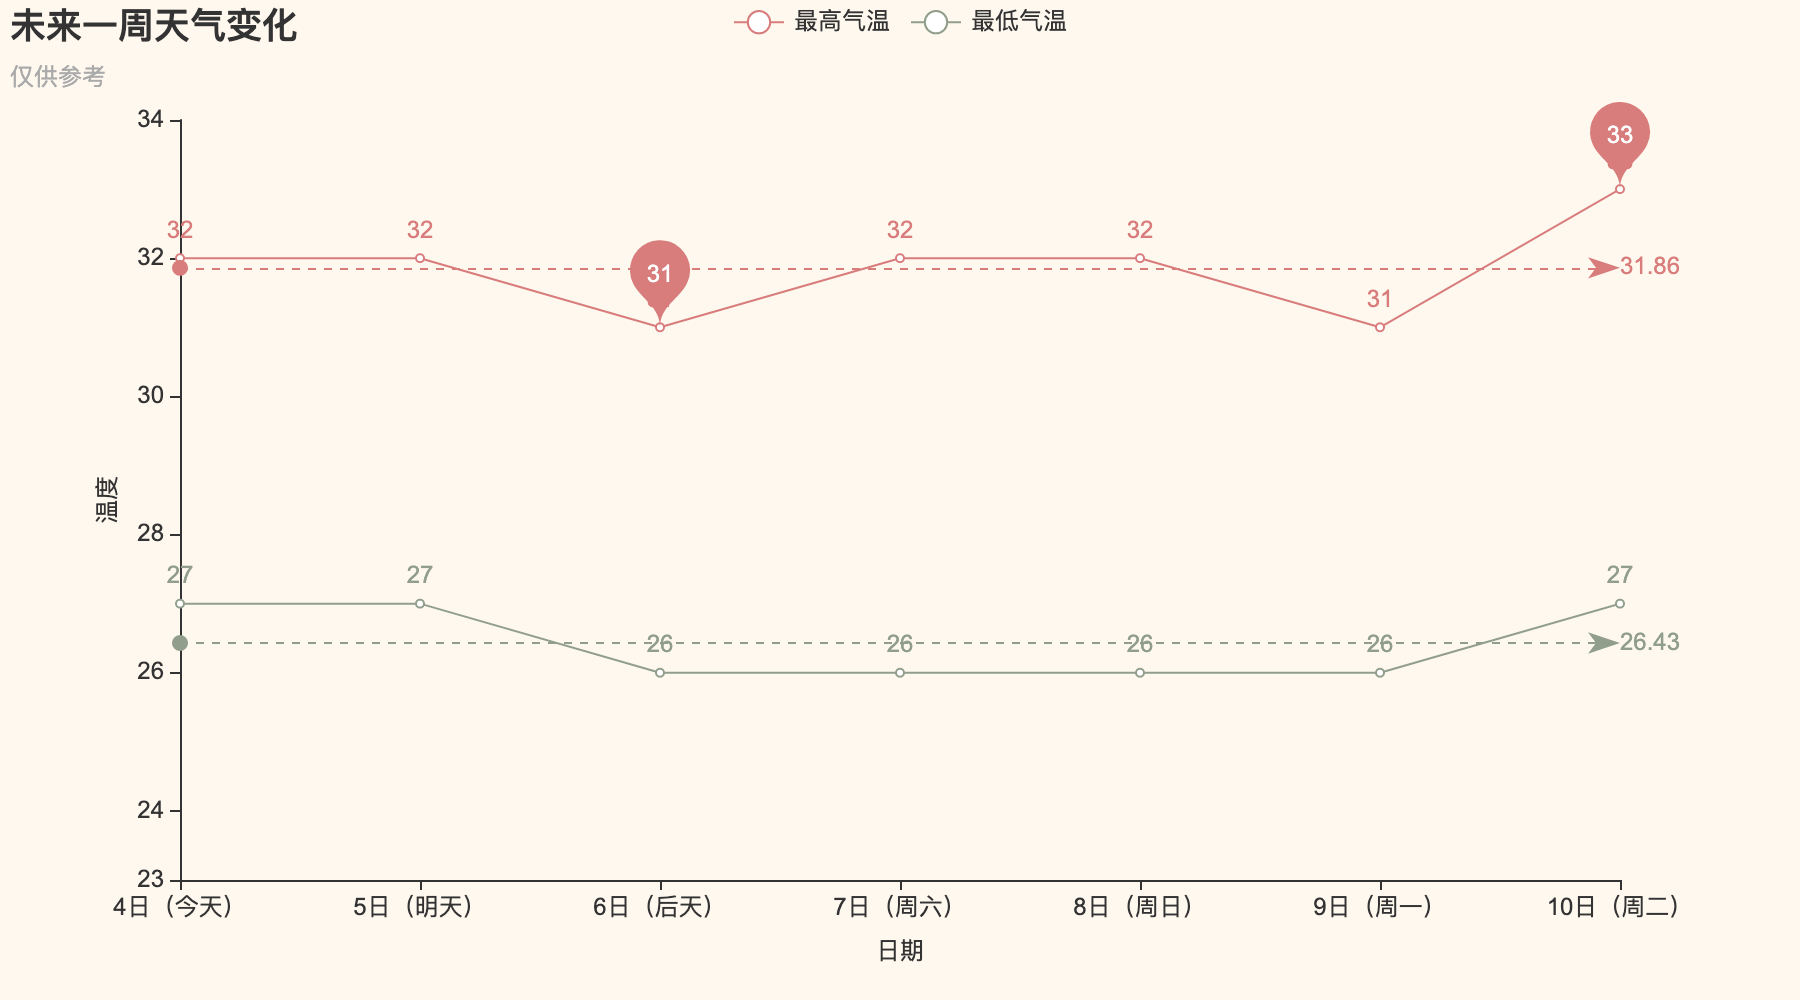 未来一周天气变化
仅供参考
最高气温 最低气温
34
33
32 32 32 32
32
31
31.86
31
30
温度
28
27 27 27
26 26 26 26 26.43
26
24
23
4日（今天） 5日（明天） 6日（后天） 7日（周六） 8日（周日） 9日（周一） 10日（周二）
日期